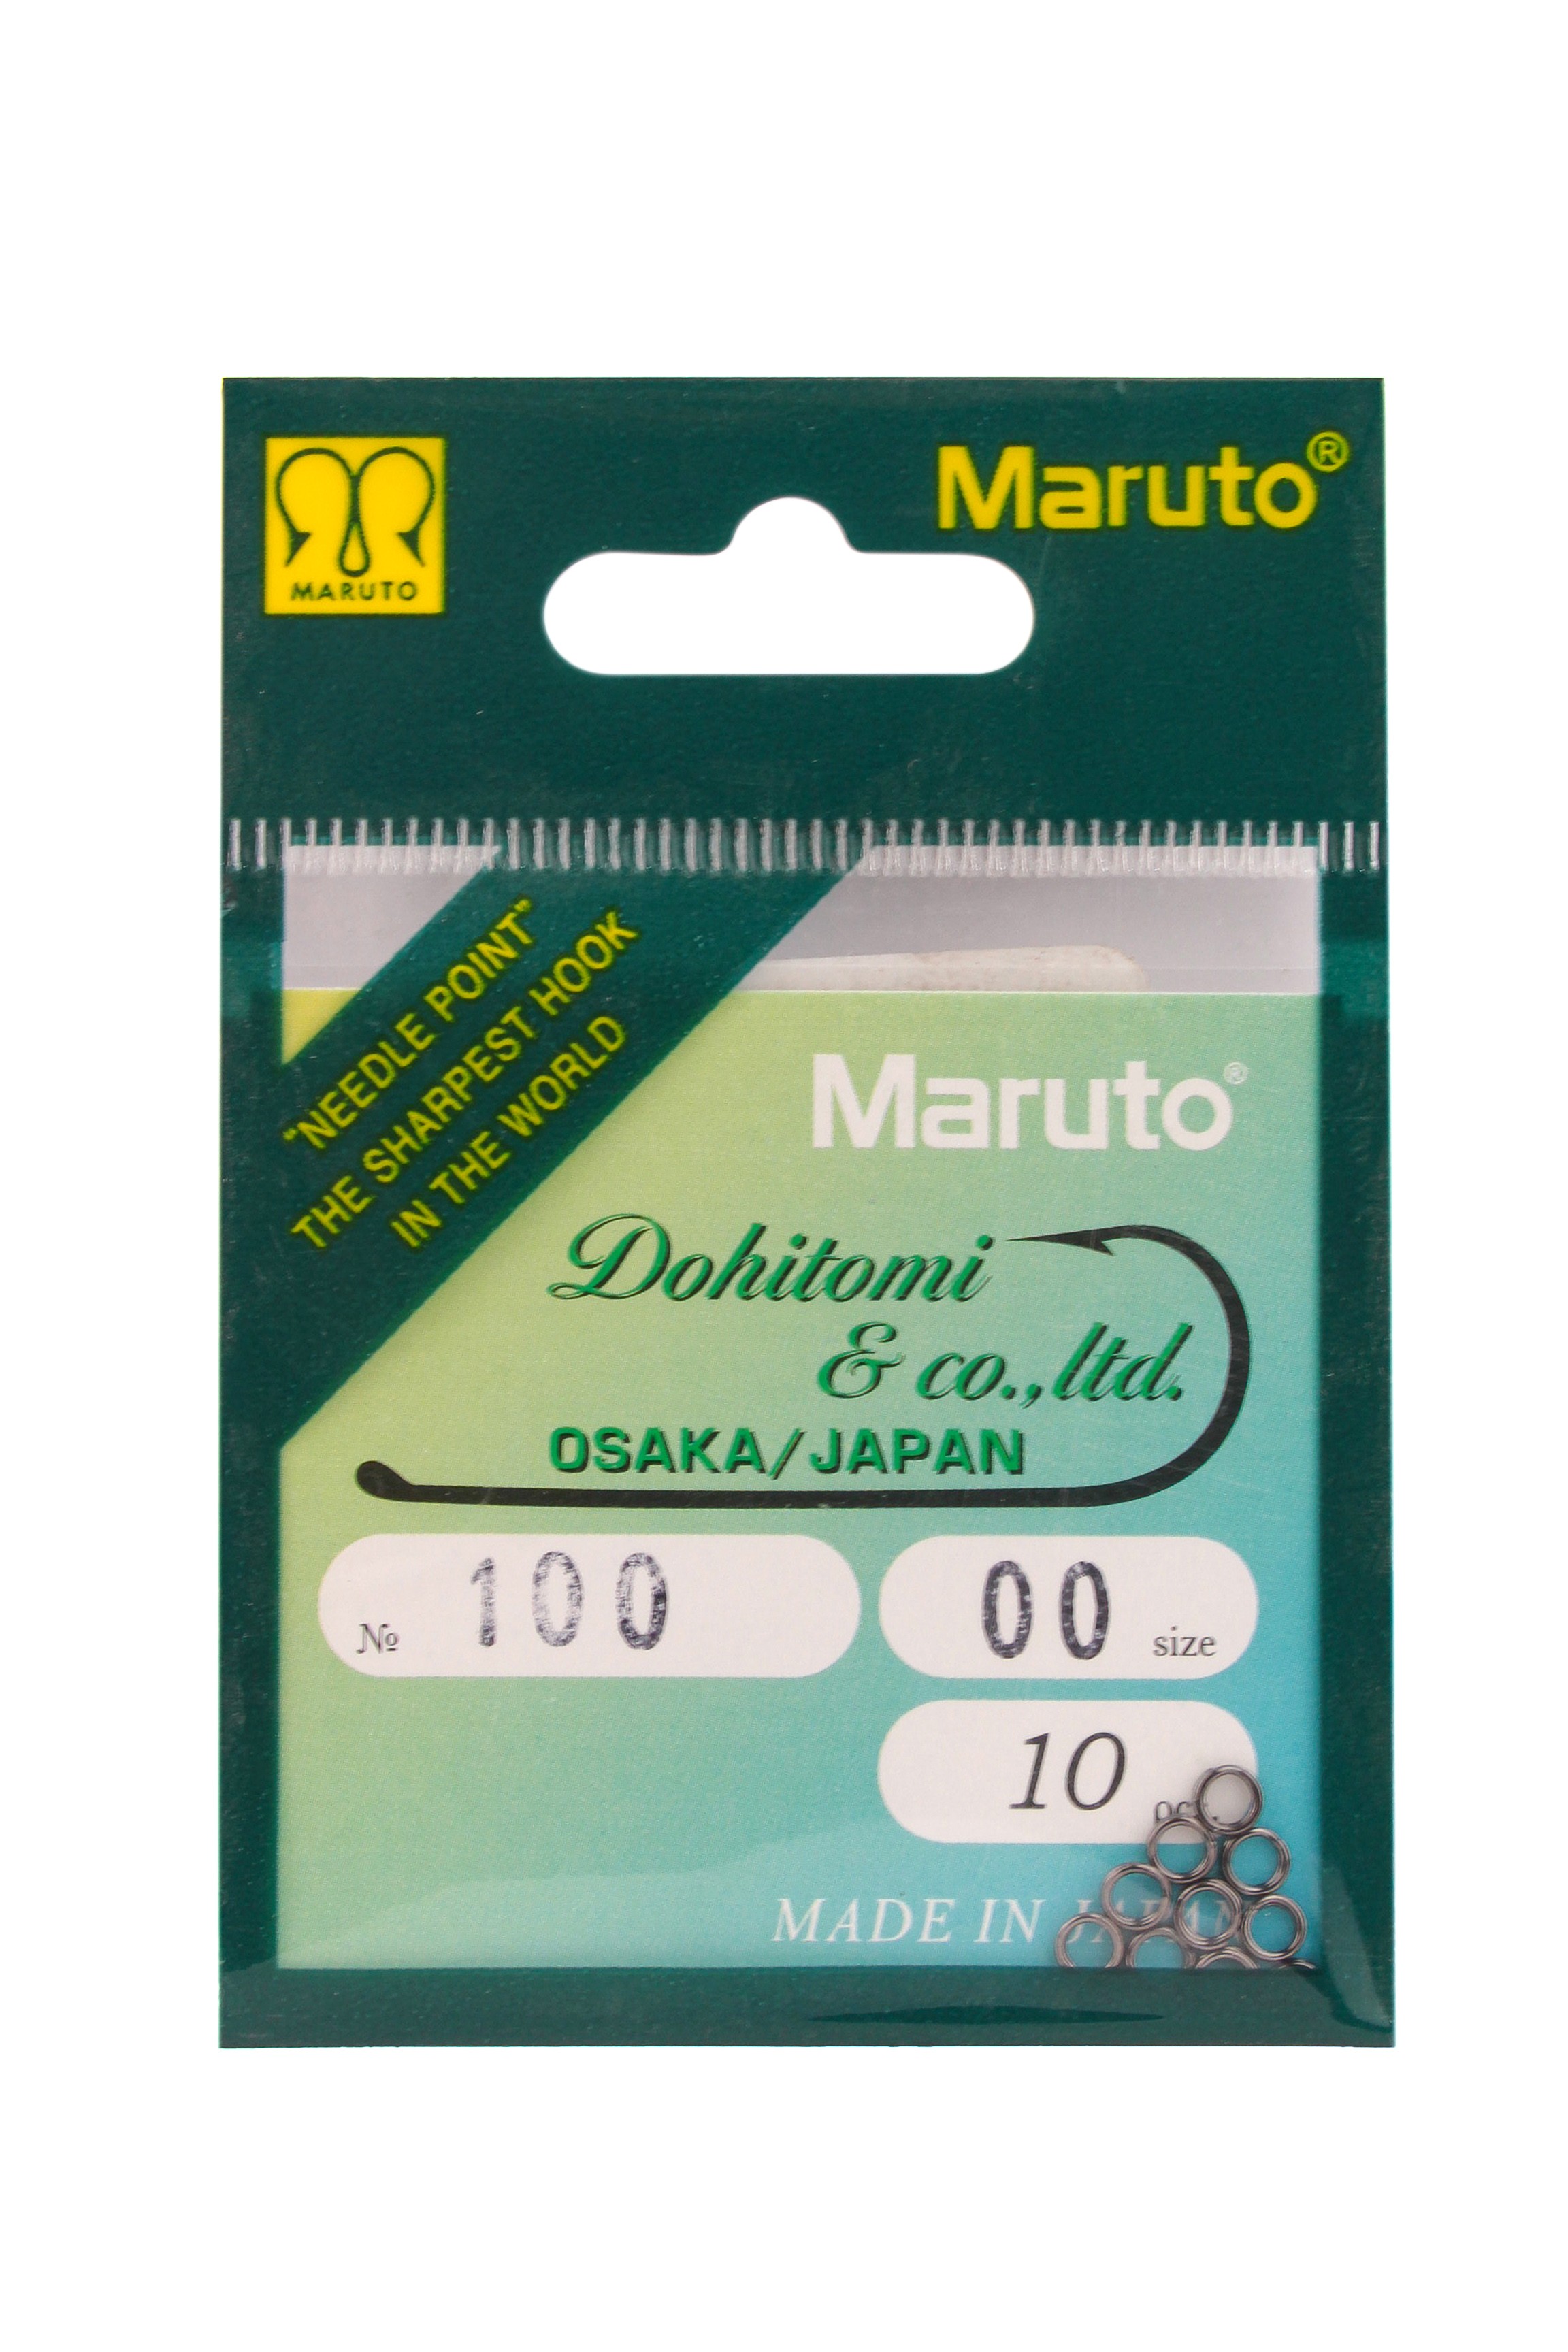 MARUTO
Maruto®
"NEEDLE POINT"
THE SHARPEST HOOK
IN THE WORLD
Maruto®
Dohitomi
& co.,ltd.
OSAKA/JAPAN
№ 100
00 size
10
MADE IN JAPAN